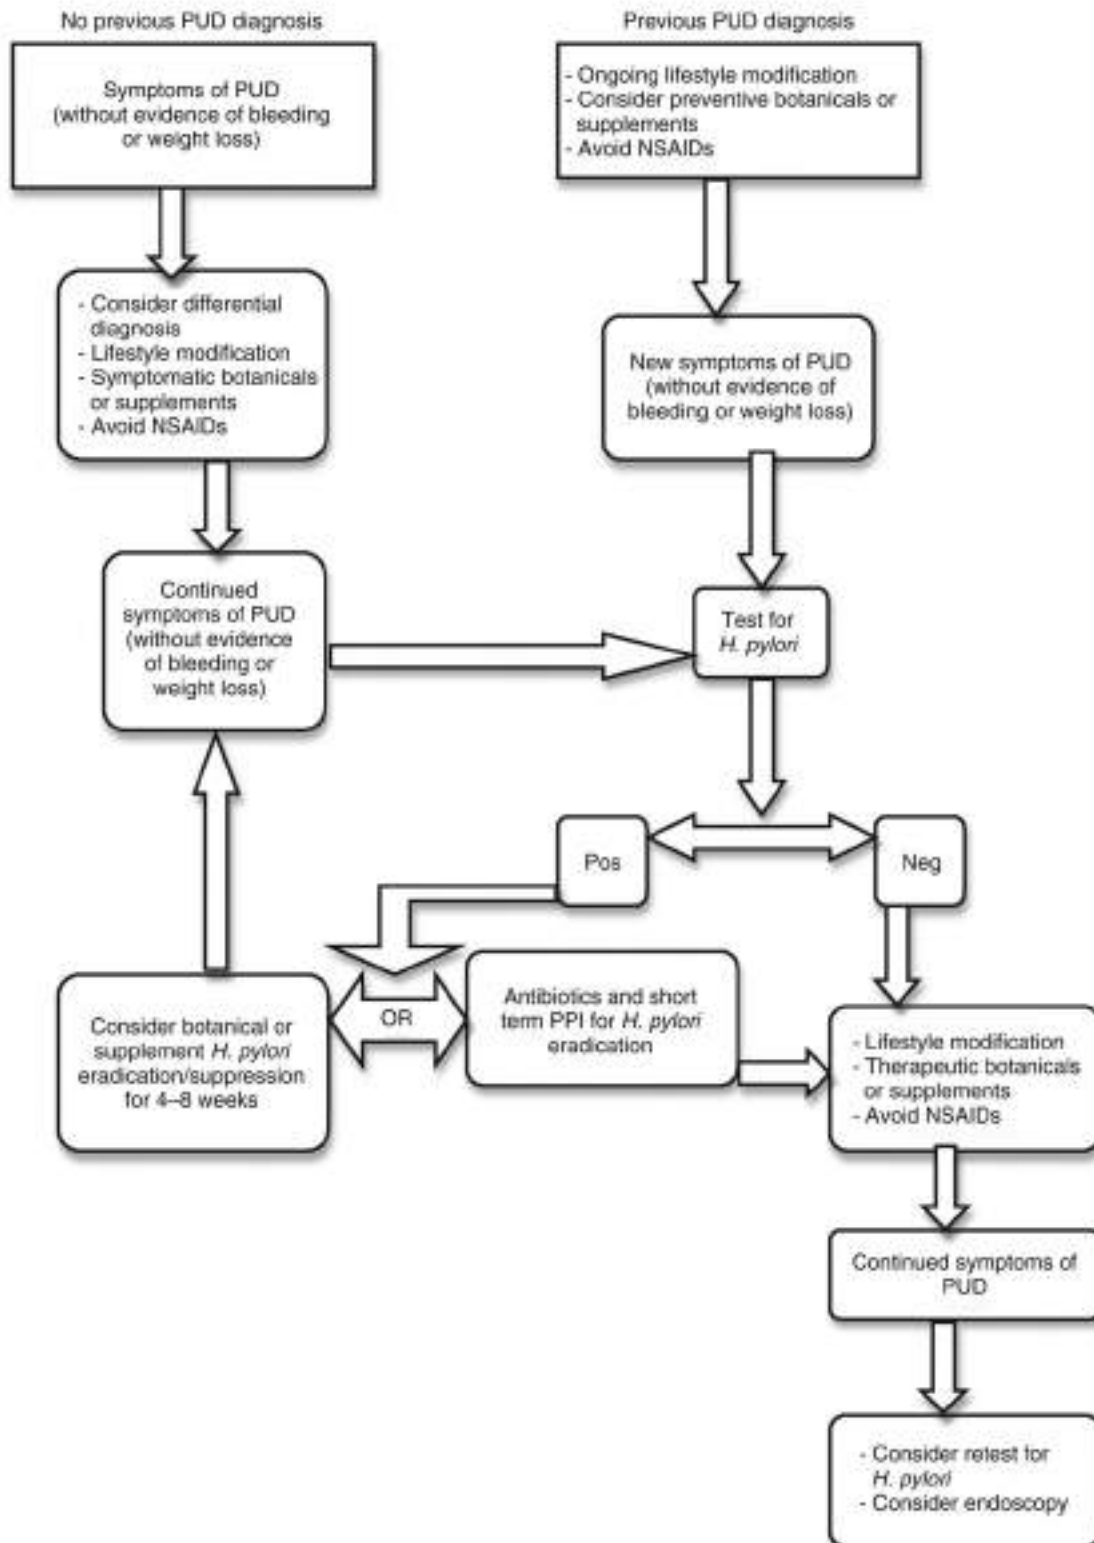 No previous PUD diagnosis
Symptoms of PUD
(without evidence of bleeding
or weight loss)
- Consider differential
diagnosis
- Lifestyle modification
- Symptomatic botanicals
or supplements
- Avoid NSAIDs
Continued
symptoms of PUD
(without evidence
of bleeding or
weight loss)
Previous PUD diagnosis
- Ongoing lifestyle modification
- Consider preventive botanicals or
supplements
- Avoid NSAIDs
New symptoms of PUD
(without evidence of
bleeding or weight loss)
Test for
H. pylori
Pos
Neg
Consider botanical or
supplement H. pylori
eradication/suppression
for 4–8 weeks
OR
Antibiotics and short
term PPI for H. pylori
eradication
- Lifestyle modification
- Therapeutic botanicals
or supplements
- Avoid NSAIDs
Continued symptoms of
PUD
- Consider retest for
H. pylori
- Consider endoscopy